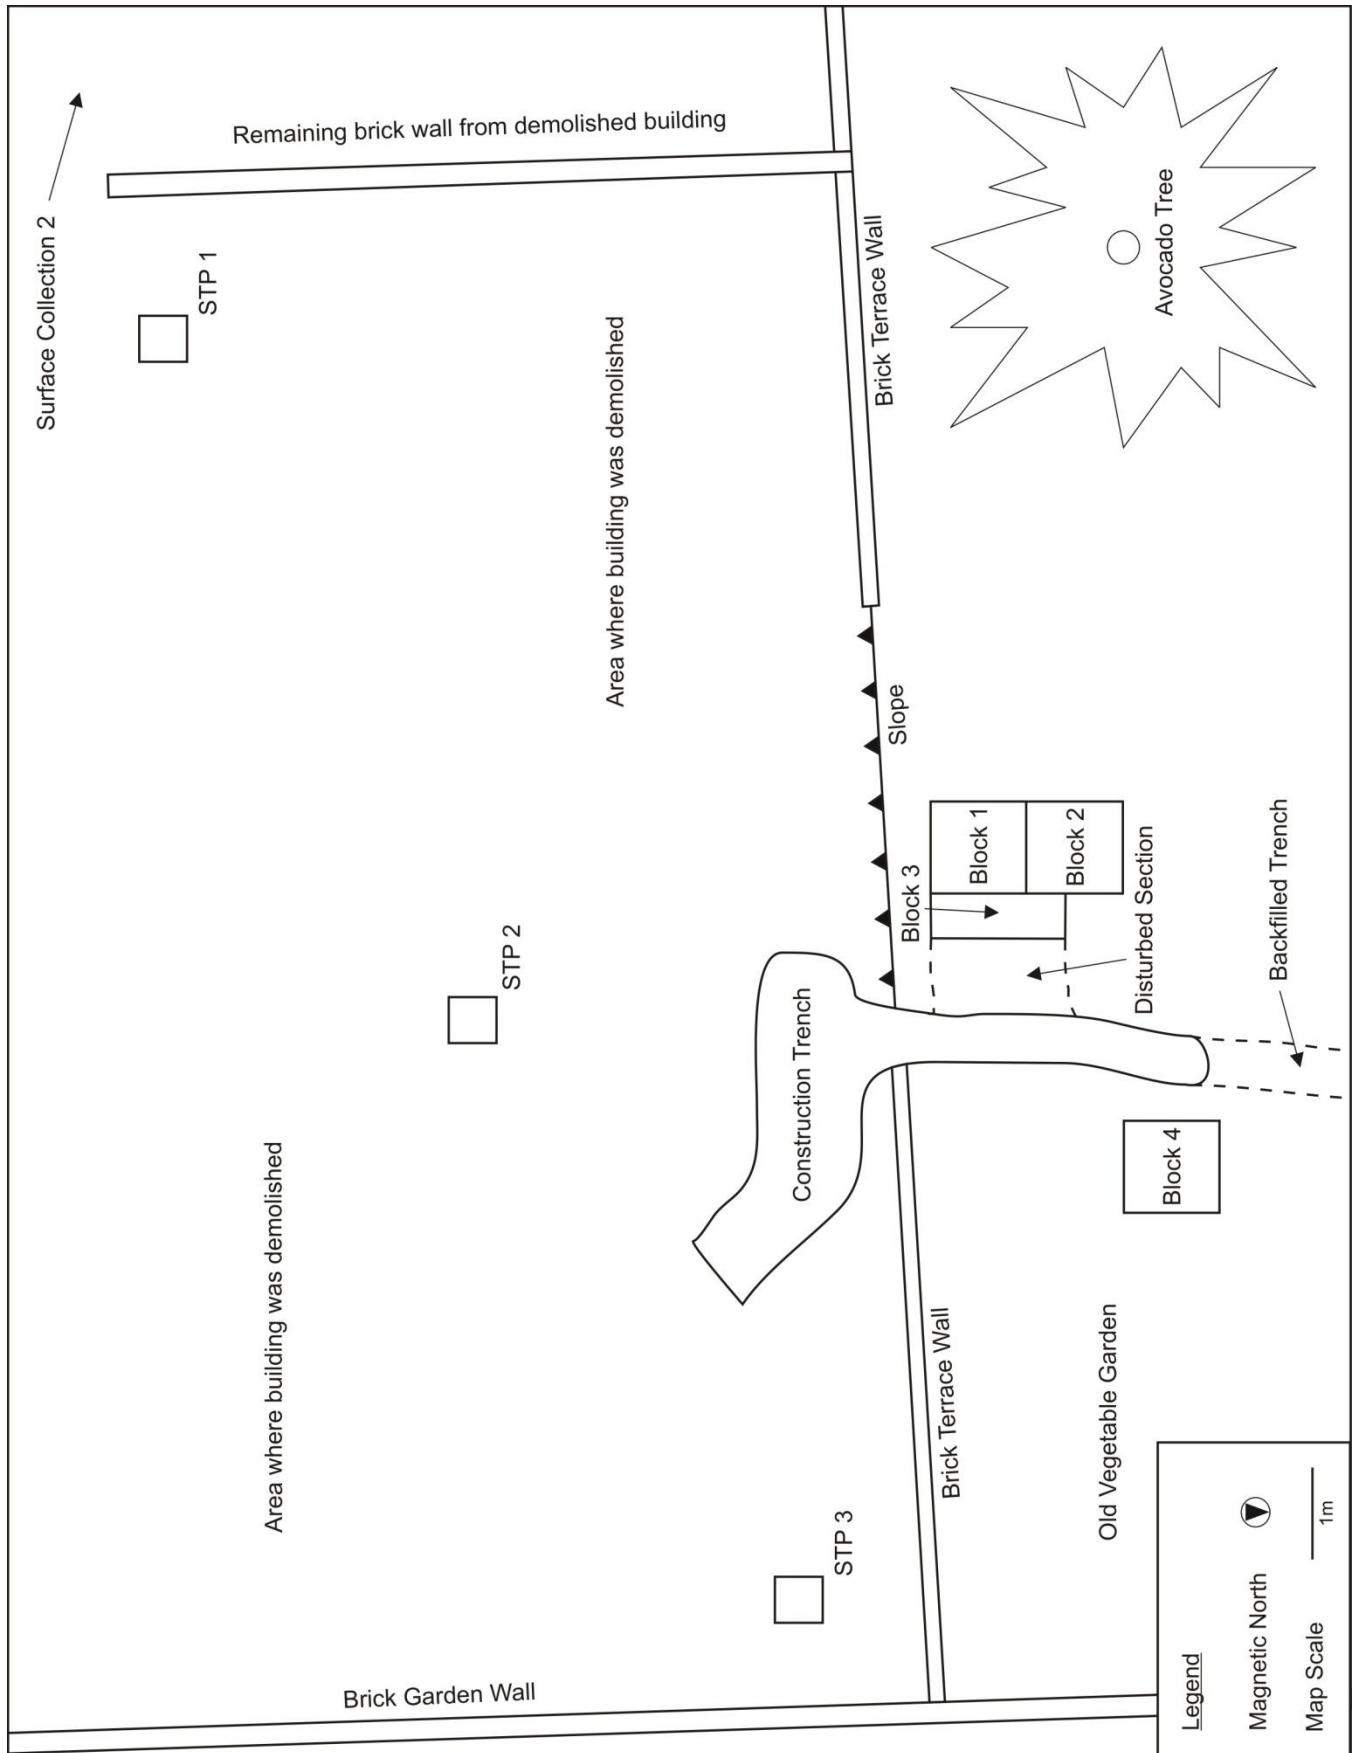 Surface Collection 2
Remaining brick wall from demolished building
STP 1
Area where building was demolished
Brick Terrace Wall
Avocado Tree
STP 2
Slope
Block 1
Block 2
Block 3
Disturbed Section
Backfilled Trench
Construction Trench
Block 4
Area where building was demolished
STP 3
Brick Terrace Wall
Old Vegetable Garden
Brick Garden Wall
Legend
Magnetic North
Map Scale
1m